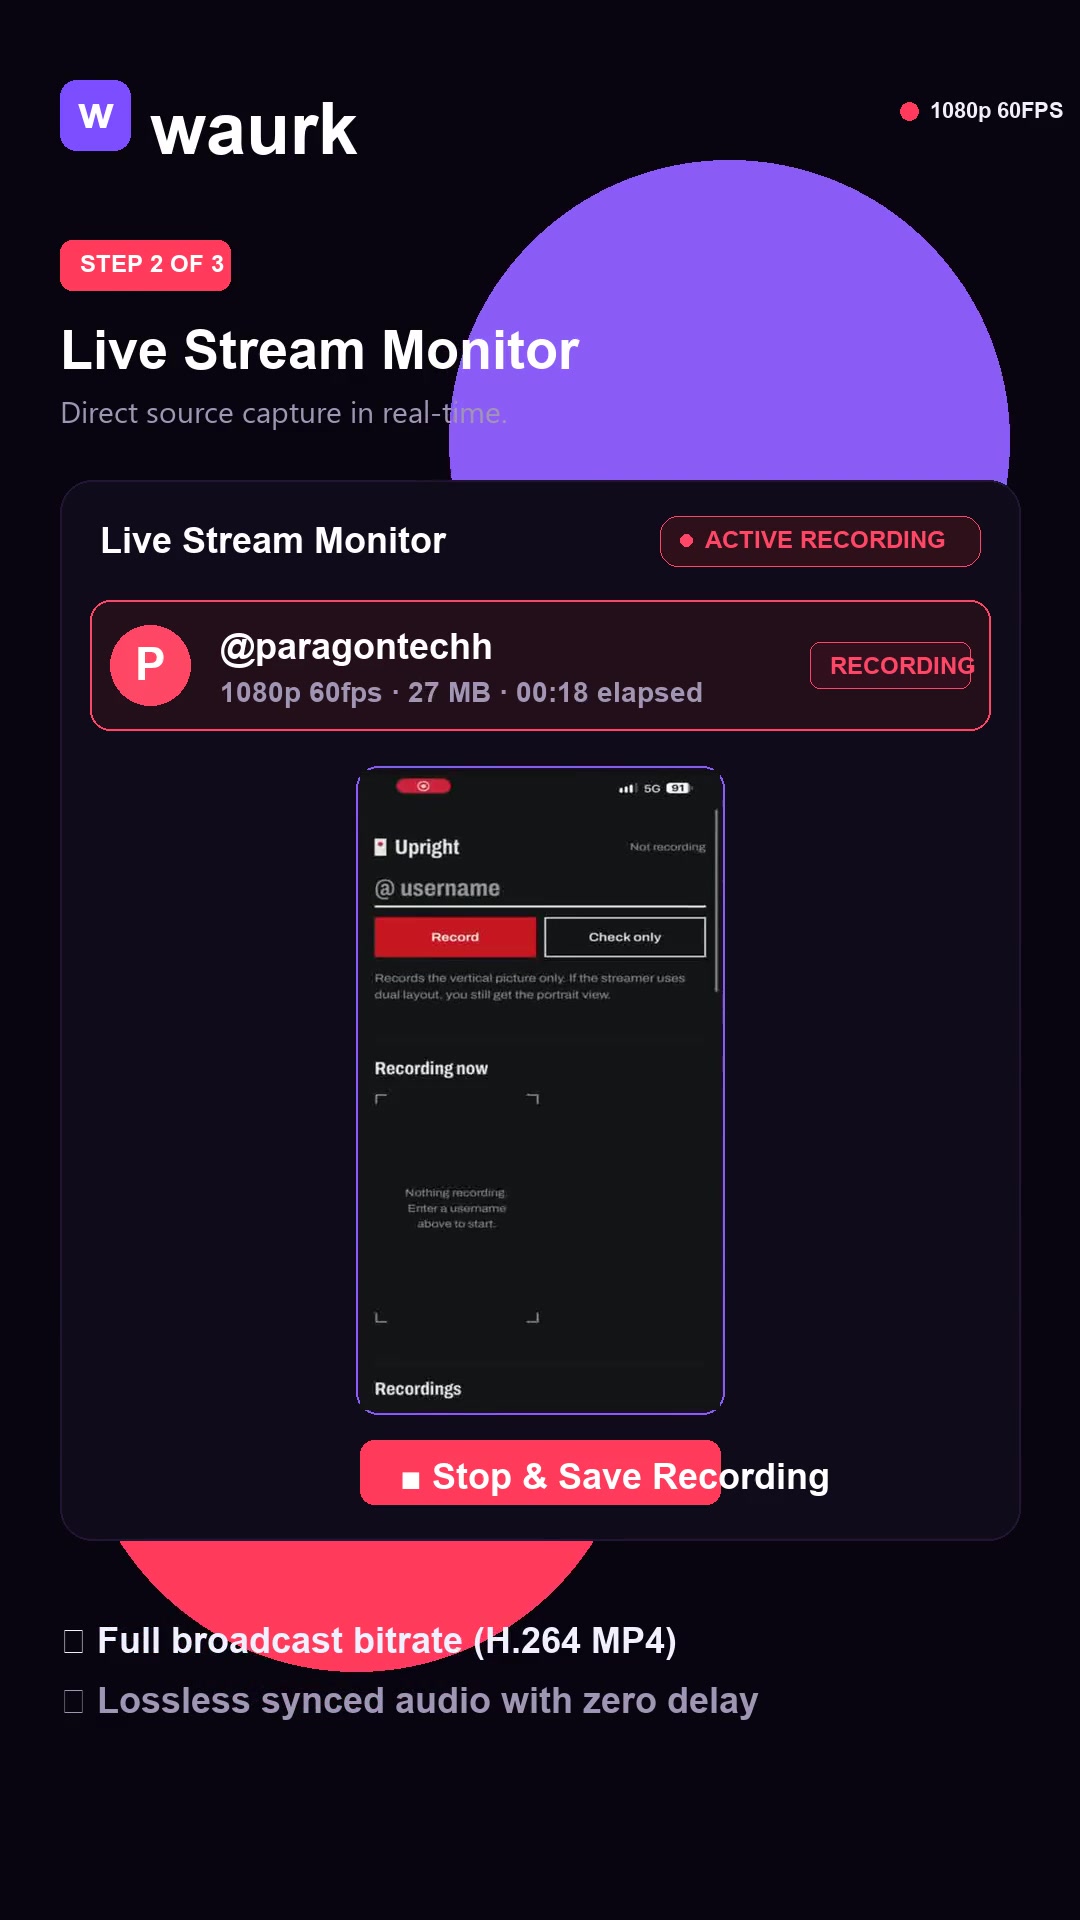 w waurk
1080p 60FPS
STEP 2 OF 3
Live Stream Monitor
Direct source capture in real-time.
Live Stream Monitor
ACTIVE RECORDING
P
@paragontechh
1080p 60fps · 27 MB · 00:18 elapsed
RECORDING
5G 91
Upright
Not recording
@ username
Record
Check only
Records the vertical picture only. If the streamer uses
dual layout, you still get the portrait view.
Recording now
Nothing recording.
Enter a username
above to start.
Recordings
■ Stop & Save Recording
Full broadcast bitrate (H.264 MP4)
Lossless synced audio with zero delay